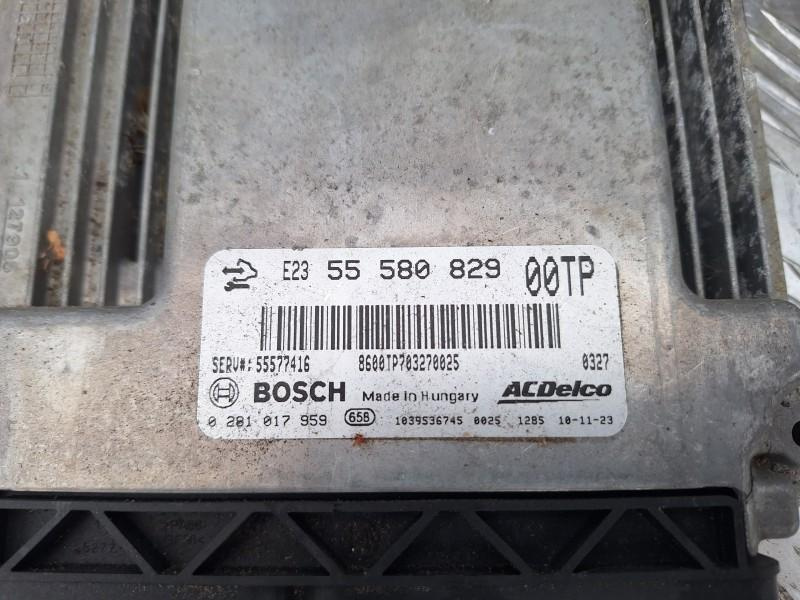 E23 55 580 829 00TP
SERV#: 55577416 8600TP703270025 0327
BOSCH Made in Hungary ACDelco
0 281 017 959 658 1039S36745 0025 1285 10-11-23